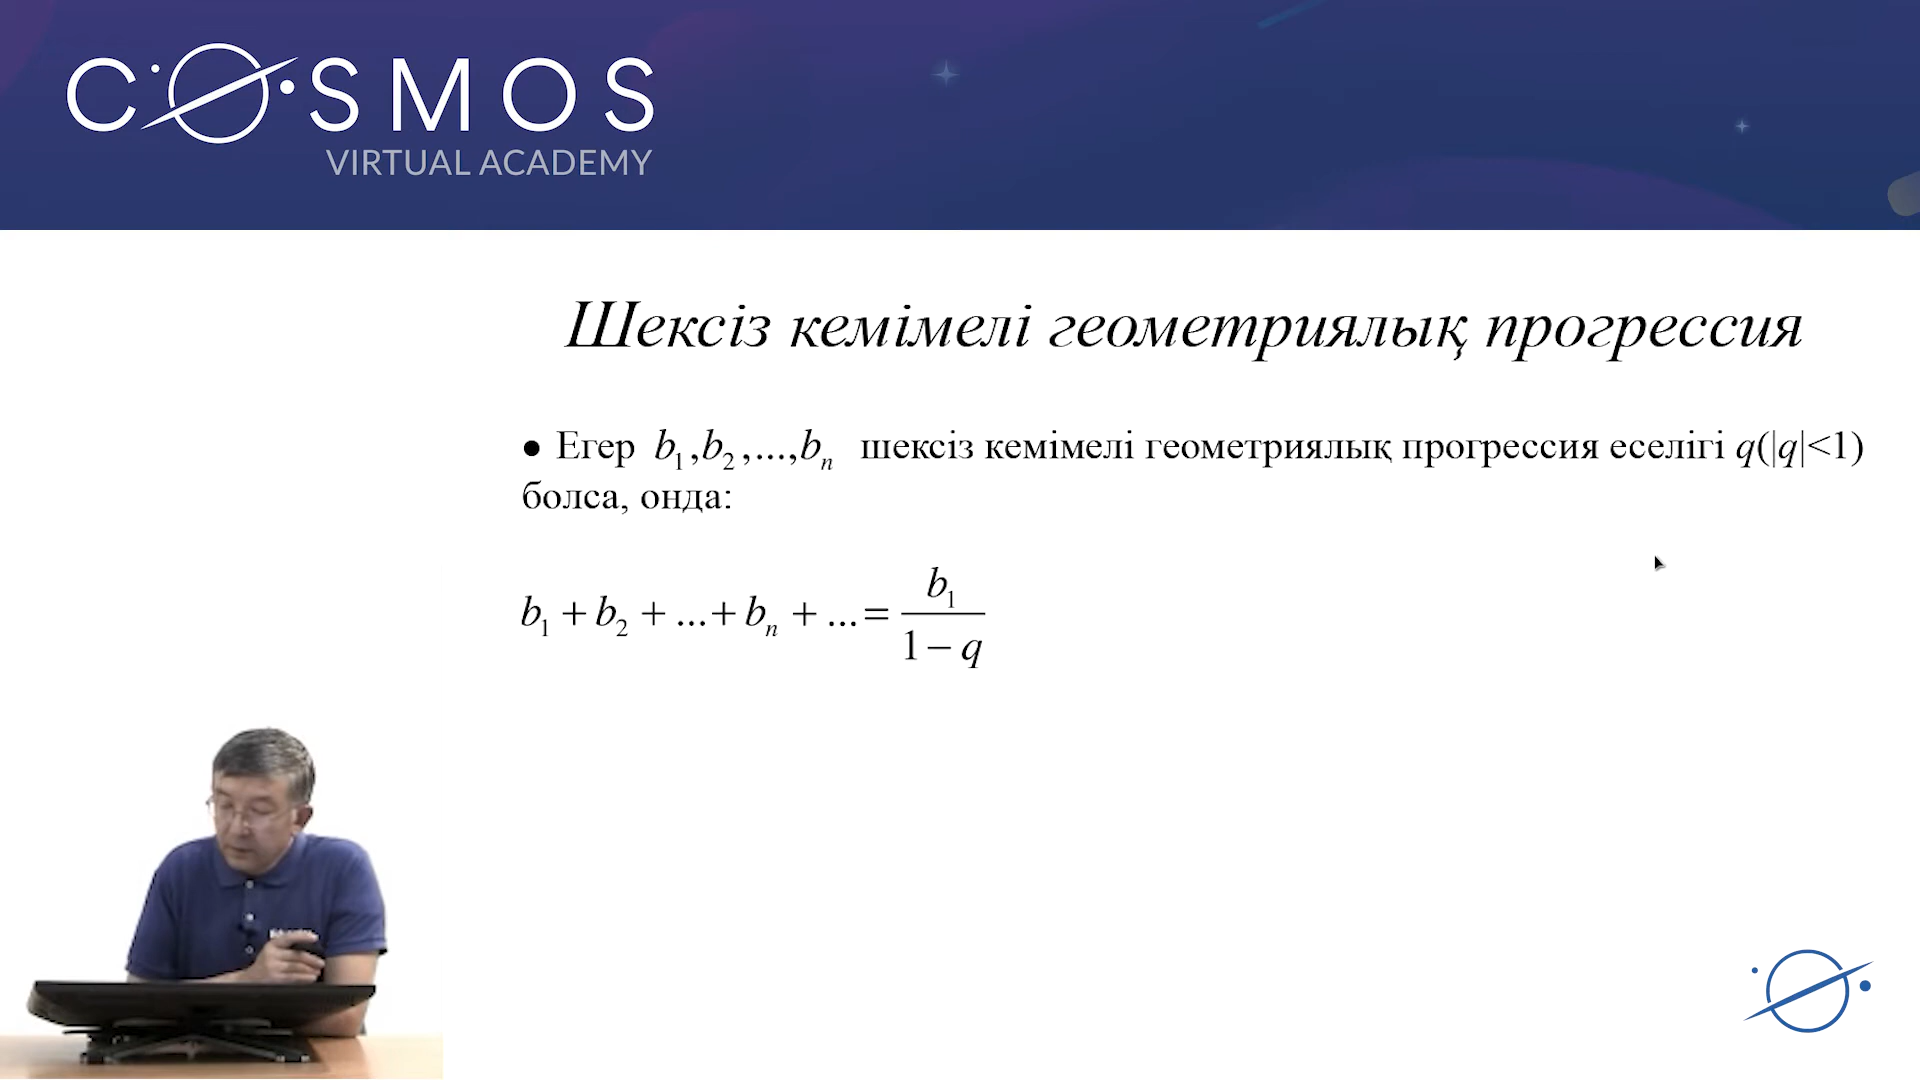 COSMOS
VIRTUAL ACADEMY
Шексіз кемімелі геометриялық прогрессия
• Егер b₁,b₂,...,bₙ шексіз кемімелі геометриялық прогрессия еселігі q(|q|<1)
болса, онда:
b₁ + b₂ + ... + bₙ + ... = b₁ / (1 − q)